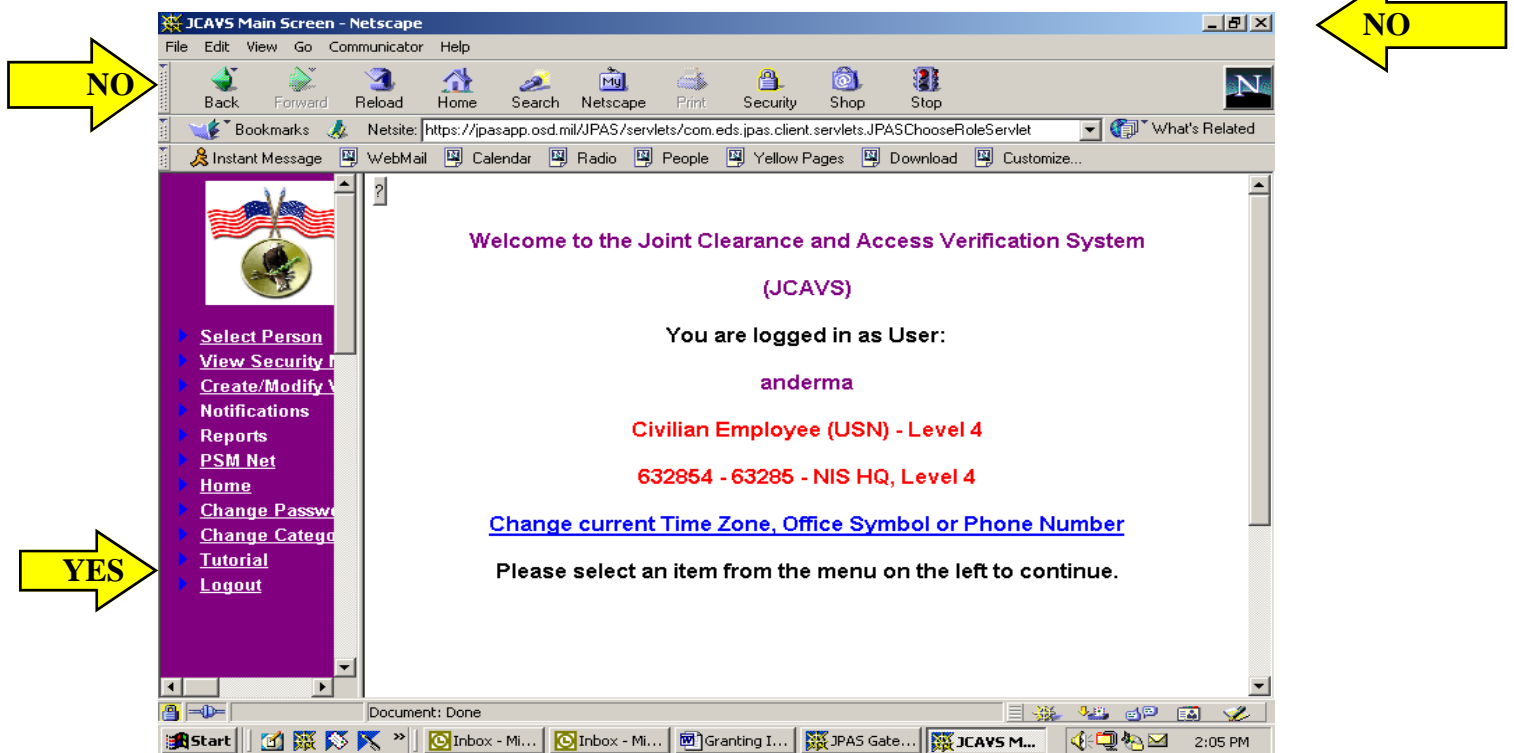 JCAVS Main Screen - Netscape
NO
File Edit View Go Communicator Help
NO
My
N
Back Forward Reload Home Search Netscape Print Security Shop Stop
Bookmarks Netsite: https://jpasapp.osd.mil/JPAS/servlets/com.eds.jpas.client.servlets.JPASChooseRoleServlet What's Related
Instant Message WebMail Calendar Radio People Yellow Pages Download Customize...
?
Welcome to the Joint Clearance and Access Verification System
(JCAVS)
You are logged in as User:
anderma
Civilian Employee (USN) - Level 4
632854 - 63285 - NIS HQ, Level 4
Change current Time Zone, Office Symbol or Phone Number
Please select an item from the menu on the left to continue.
Select Person
View Security
Create/Modify
Notifications
Reports
PSM Net
Home
Change Passw
Change Catego
Tutorial
YES
Logout
Document: Done
Start » Inbox - Mi... Inbox - Mi... Granting I... JPAS Gate... JCAVS M... 2:05 PM